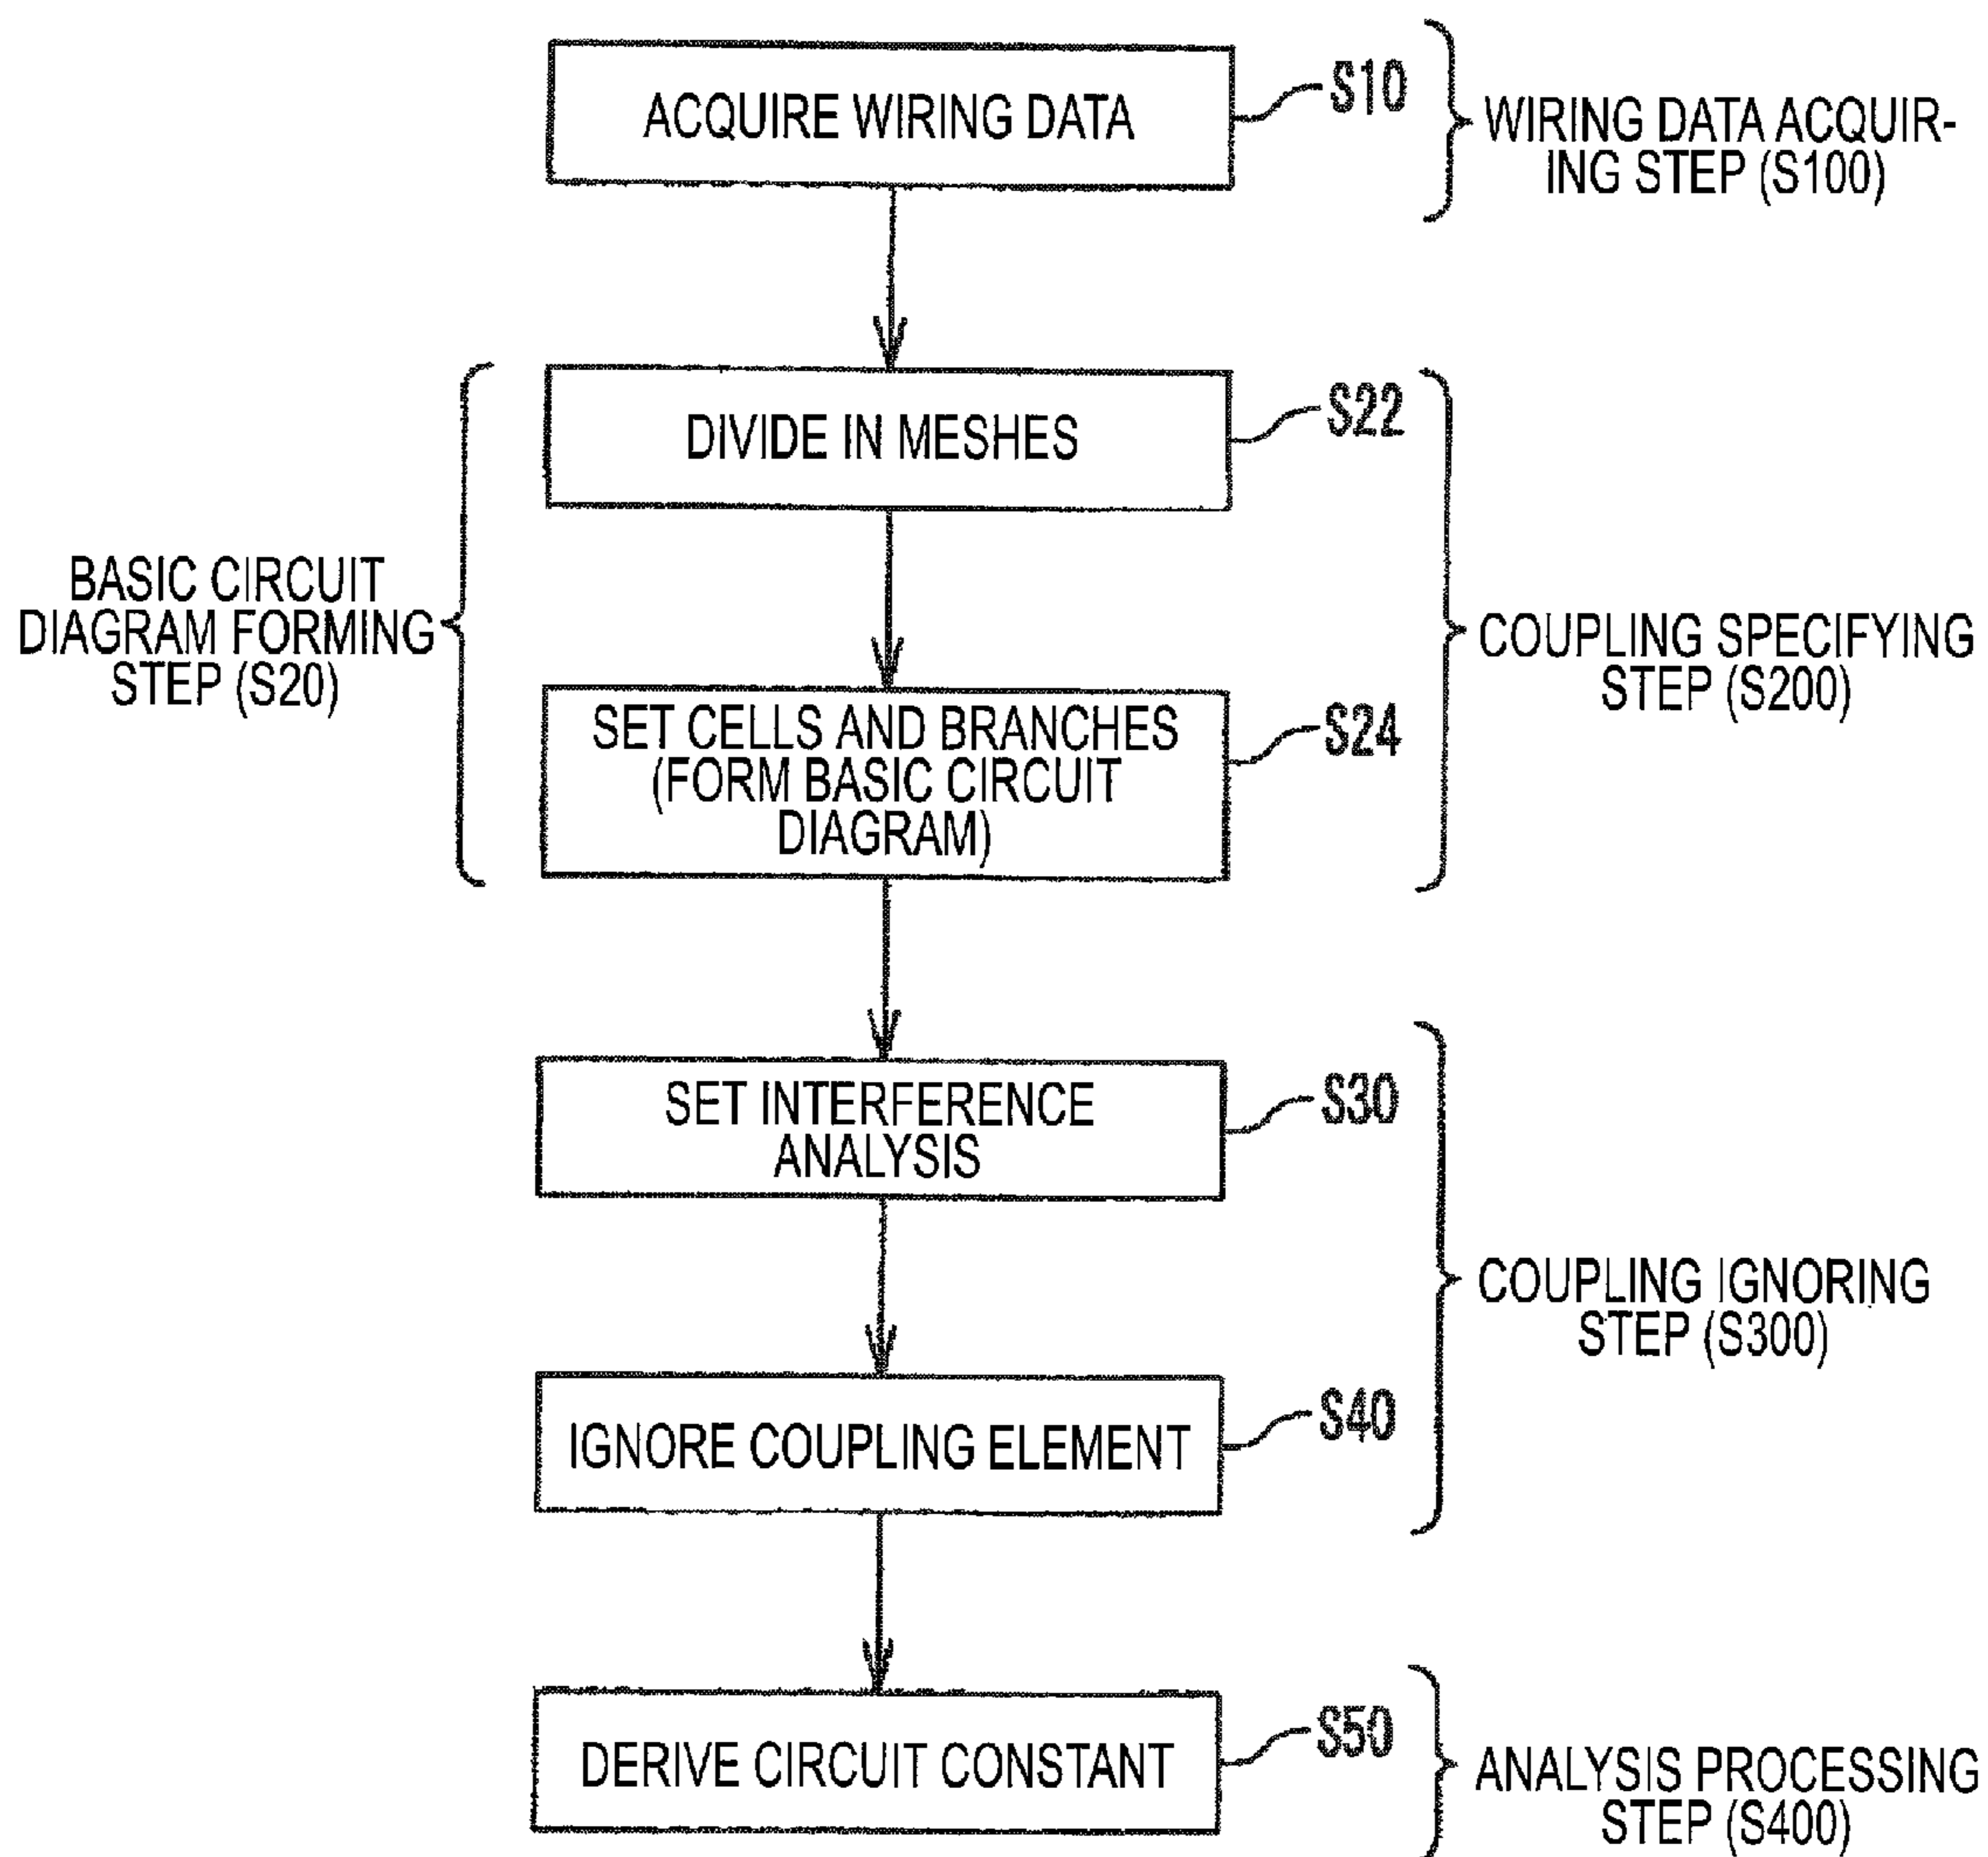 ACQUIRE WIRING DATA
S10
WIRING DATA ACQUIR-
ING STEP (S100)
DIVIDE IN MESHES
S22
BASIC CIRCUIT
DIAGRAM FORMING
STEP (S20)
COUPLING SPECIFYING
STEP (S200)
SET CELLS AND BRANCHES
(FORM BASIC CIRCUIT
DIAGRAM)
S24
SET INTERFERENCE
ANALYSIS
S30
COUPLING IGNORING
STEP (S300)
IGNORE COUPLING ELEMENT
S40
DERIVE CIRCUIT CONSTANT
S50
ANALYSIS PROCESSING
STEP (S400)